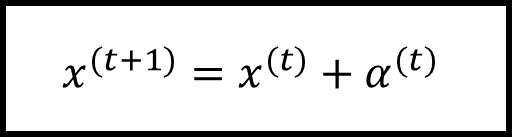 x^{(t+1)} = x^{(t)} + α^{(t)}